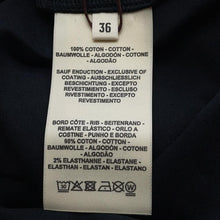 36
100% COTON - COTTON -
BAUMWOLLE - ALGODÓN - COTONE
- ALGODÃO
SAUF ENDUCTION - EXCLUSIVE OF
COATING - AUSSCHLIESSLICH
BESCHICHTUNG - EXCEPTO
REVESTIMIENTO - ESCLUSO
RIVESTIMENTO - EXCEPTO
REVESTIMENTO
BORD CÔTE - RIB - SEITENRAND -
REMATE ELÁSTICO - ORLO A
COSTINE - PUNHO E BORDA
98% COTON - COTTON -
BAUMWOLLE - ALGODÓN - COTONE
- ALGODÃO
2% ELASTHANNE - ELASTANE -
ELASTHAN - ELASTAN - ELASTANO